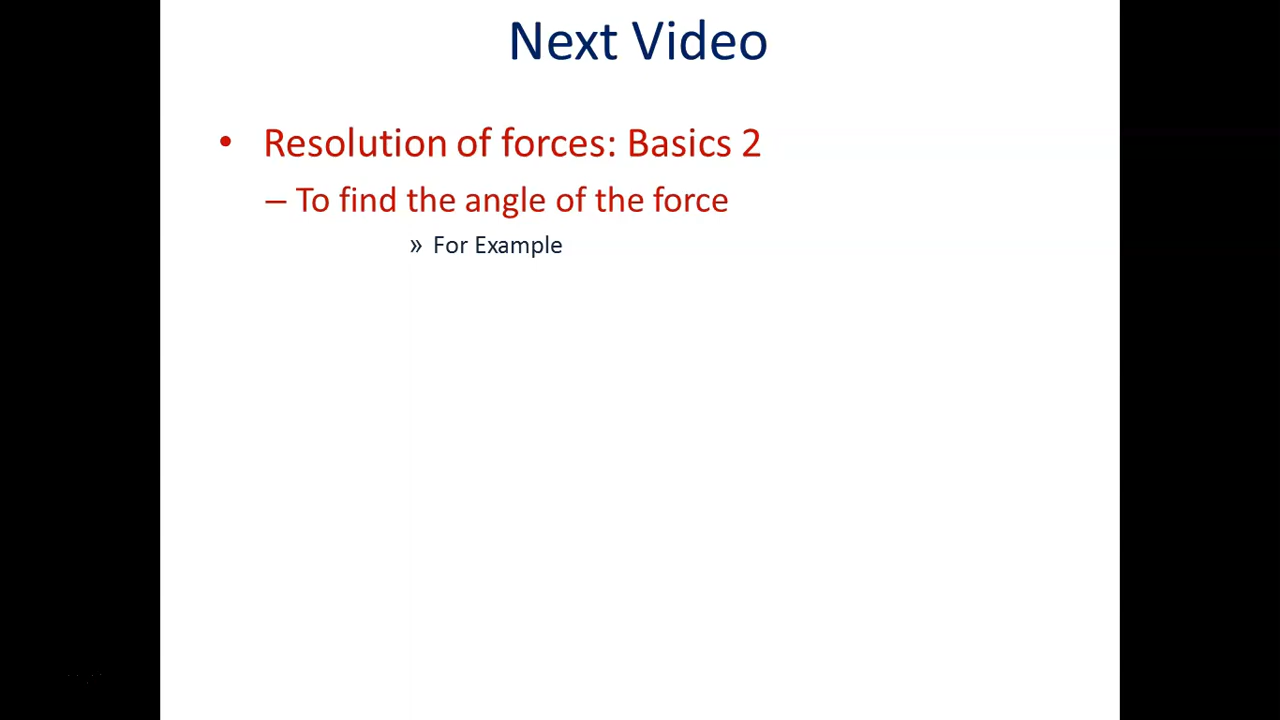 Next Video
• Resolution of forces: Basics 2
– To find the angle of the force
» For Example